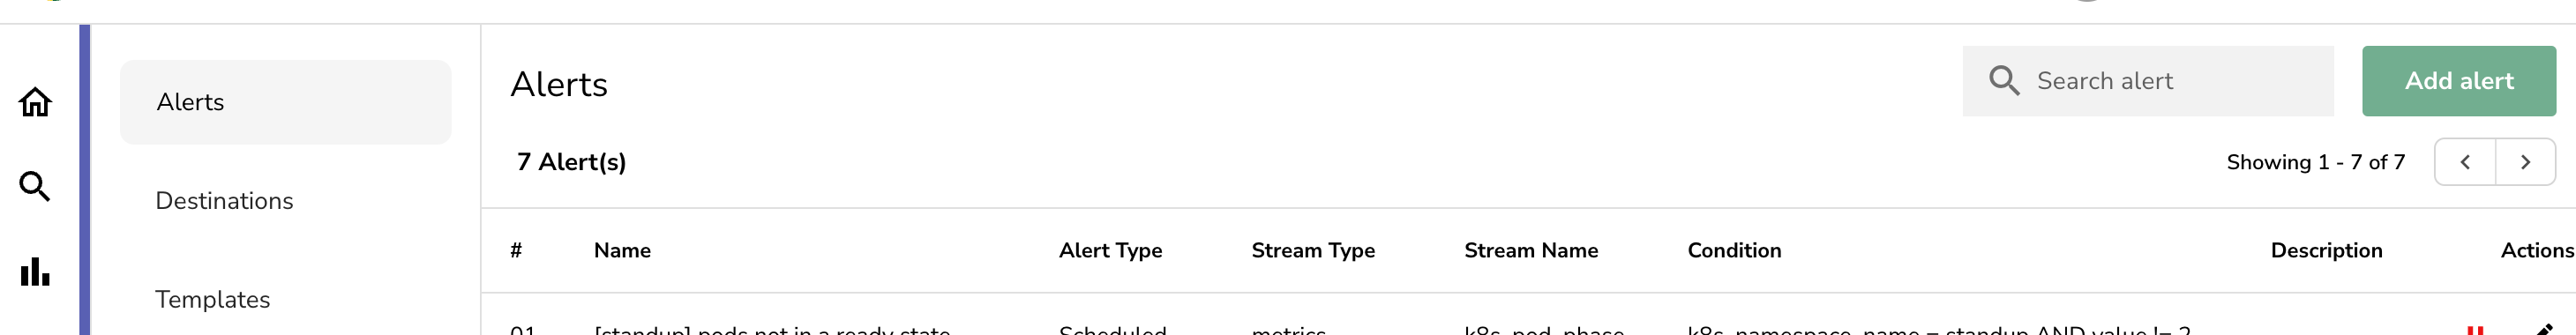 Alerts
Destinations
Templates
Alerts
Search alert
Add alert
7 Alert(s)
Showing 1 - 7 of 7
# Name Alert Type Stream Type Stream Name Condition Description Actions
01 [standup] pods not in a ready state Scheduled metrics k8s_pod_phase k8s_namespace_name = standup AND value != 2